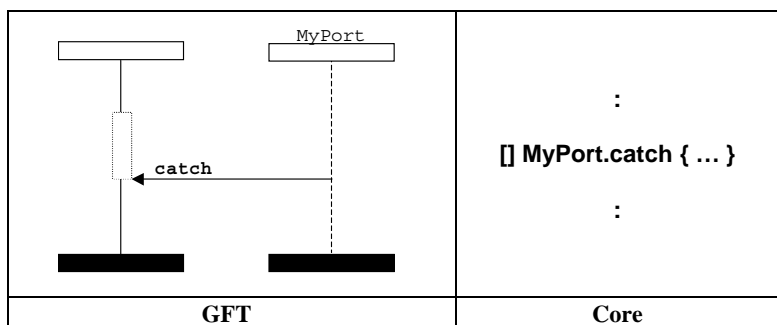 MyPort
catch
:
[] MyPort.catch { … }
:
GFT
Core